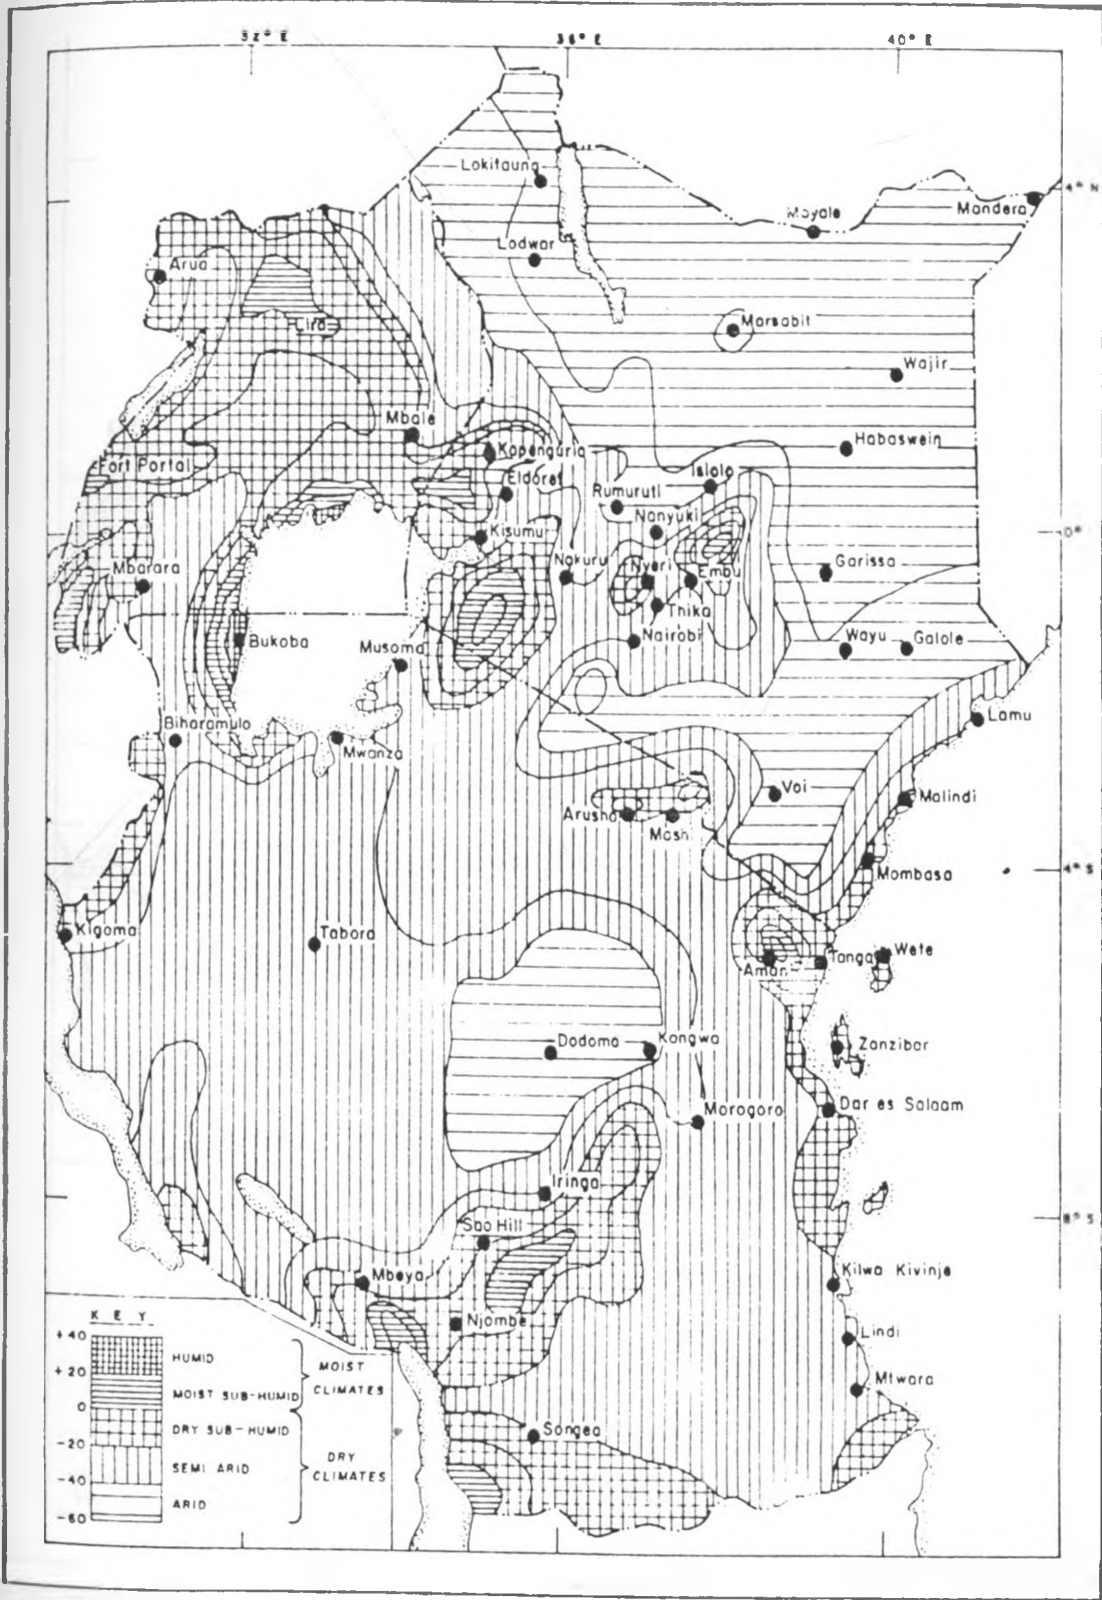 32° E 36° E 40° E
Lokitaung
4° N
Mandera
Moyale
Lodwar
Arua
Marsabit
Lira
Wajir
Mbale
Habaswein
Kapenguria
Fort Portal
Eldoret
Isiolo
Rumuruti
Nanyuki
Kisumu
0°
Nakuru
Garissa
Mbarara
Nyeri
Embu
Thika
Bukoba
Nairobi
Wayu
Galole
Musoma
Lamu
Biharamulo
Mwanza
Voi
Malindi
Arusha
Moshi
Mombasa
4° S
Kigoma
Tabora
Wete
Amani
Tanga
Dodoma
Kongwa
Zanzibar
Morogoro
Dar es Salaam
Iringa
8° S
Sao Hill
Mbeya
Kilwa Kivinje
Njombe
Lindi
Mtwara
Songea
KEY
+40
HUMID
MOIST
CLIMATES
+20
MOIST SUB-HUMID
0
DRY SUB-HUMID
-20
DRY
CLIMATES
SEMI ARID
-40
ARID
-60